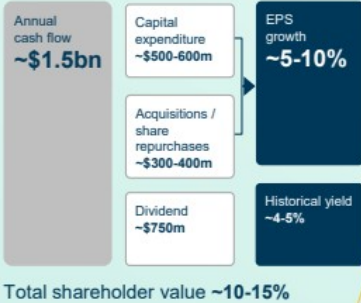 Annual
cash flow
~$1.5bn
Capital
expenditure
~$500-600m
Acquisitions /
share
repurchases
~$300-400m
Dividend
~$750m
EPS
growth
~5-10%
Historical yield
~4-5%
Total shareholder value ~10-15%